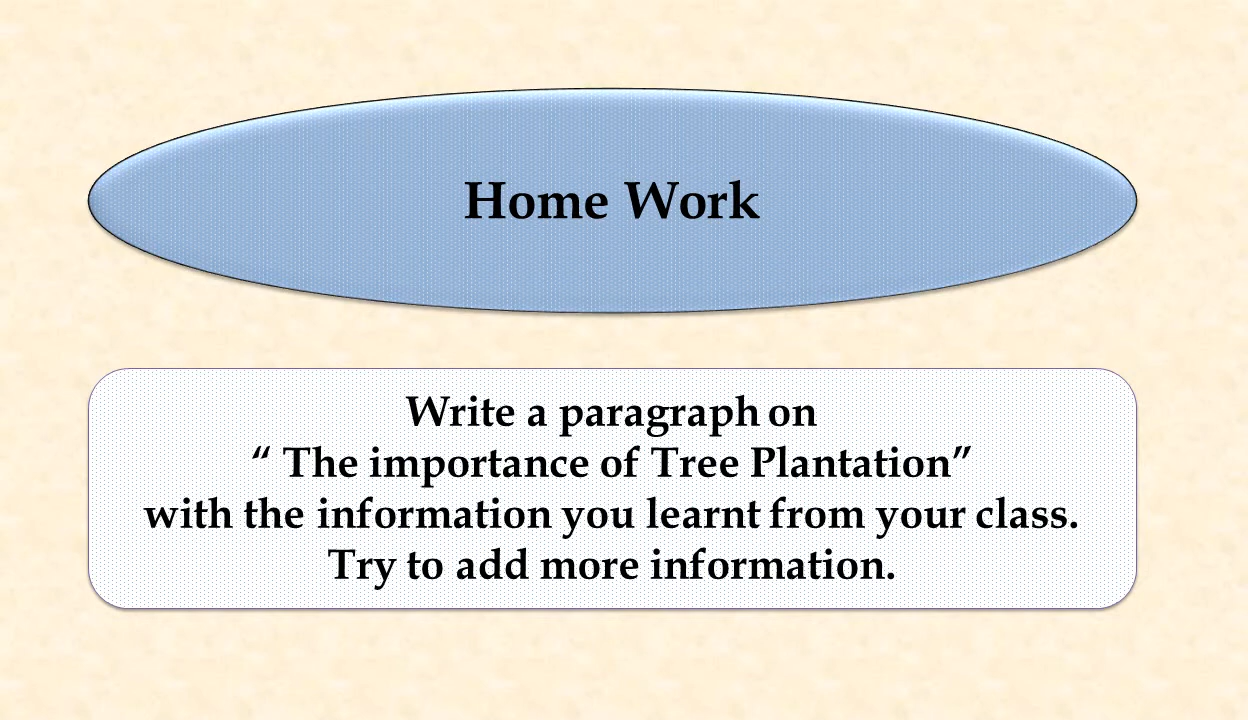 Home Work
Write a paragraph on
“ The importance of Tree Plantation”
with the information you learnt from your class.
Try to add more information.